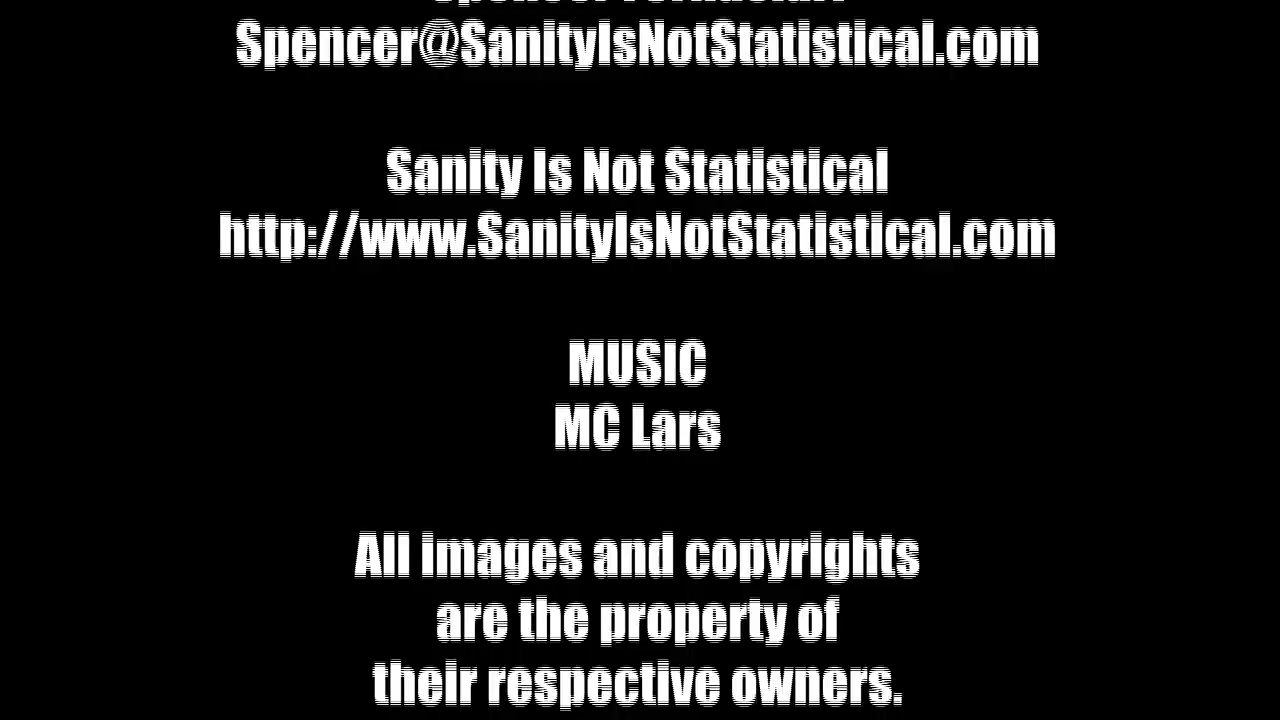 Spencer@SanityIsNotStatistical.com
Sanity Is Not Statistical
http://www.SanityIsNotStatistical.com
MUSIC
MC Lars
All images and copyrights
are the property of
their respective owners.